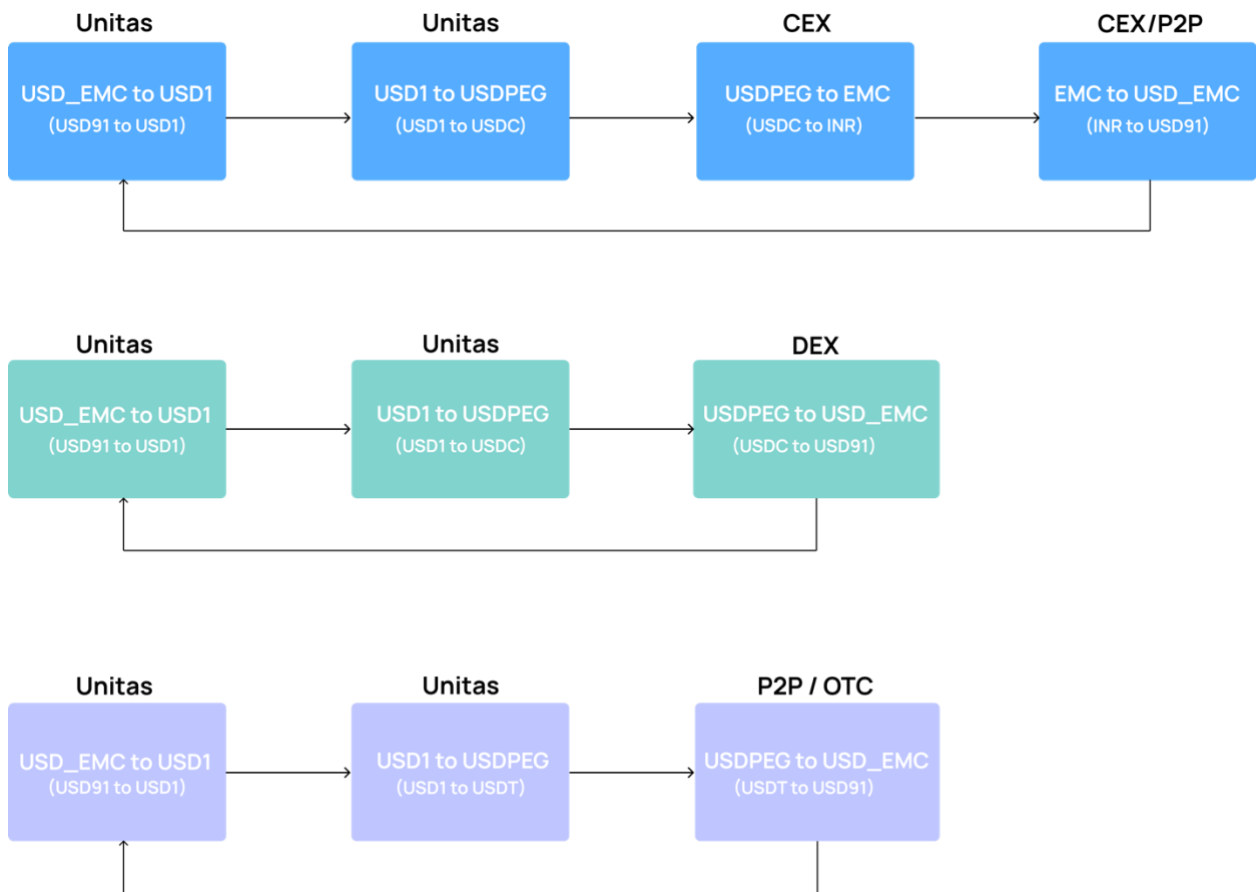 Unitas
Unitas
CEX
CEX/P2P
USD_EMC to USD1
(USD91 to USD1)
USD1 to USDPEG
(USD1 to USDC)
USDPEG to EMC
(USDC to INR)
EMC to USD_EMC
(INR to USD91)
Unitas
Unitas
DEX
USD_EMC to USD1
(USD91 to USD1)
USD1 to USDPEG
(USD1 to USDC)
USDPEG to USD_EMC
(USDC to USD91)
Unitas
Unitas
P2P / OTC
USD_EMC to USD1
(USD91 to USD1)
USD1 to USDPEG
(USD1 to USDT)
USDPEG to USD_EMC
(USDT to USD91)